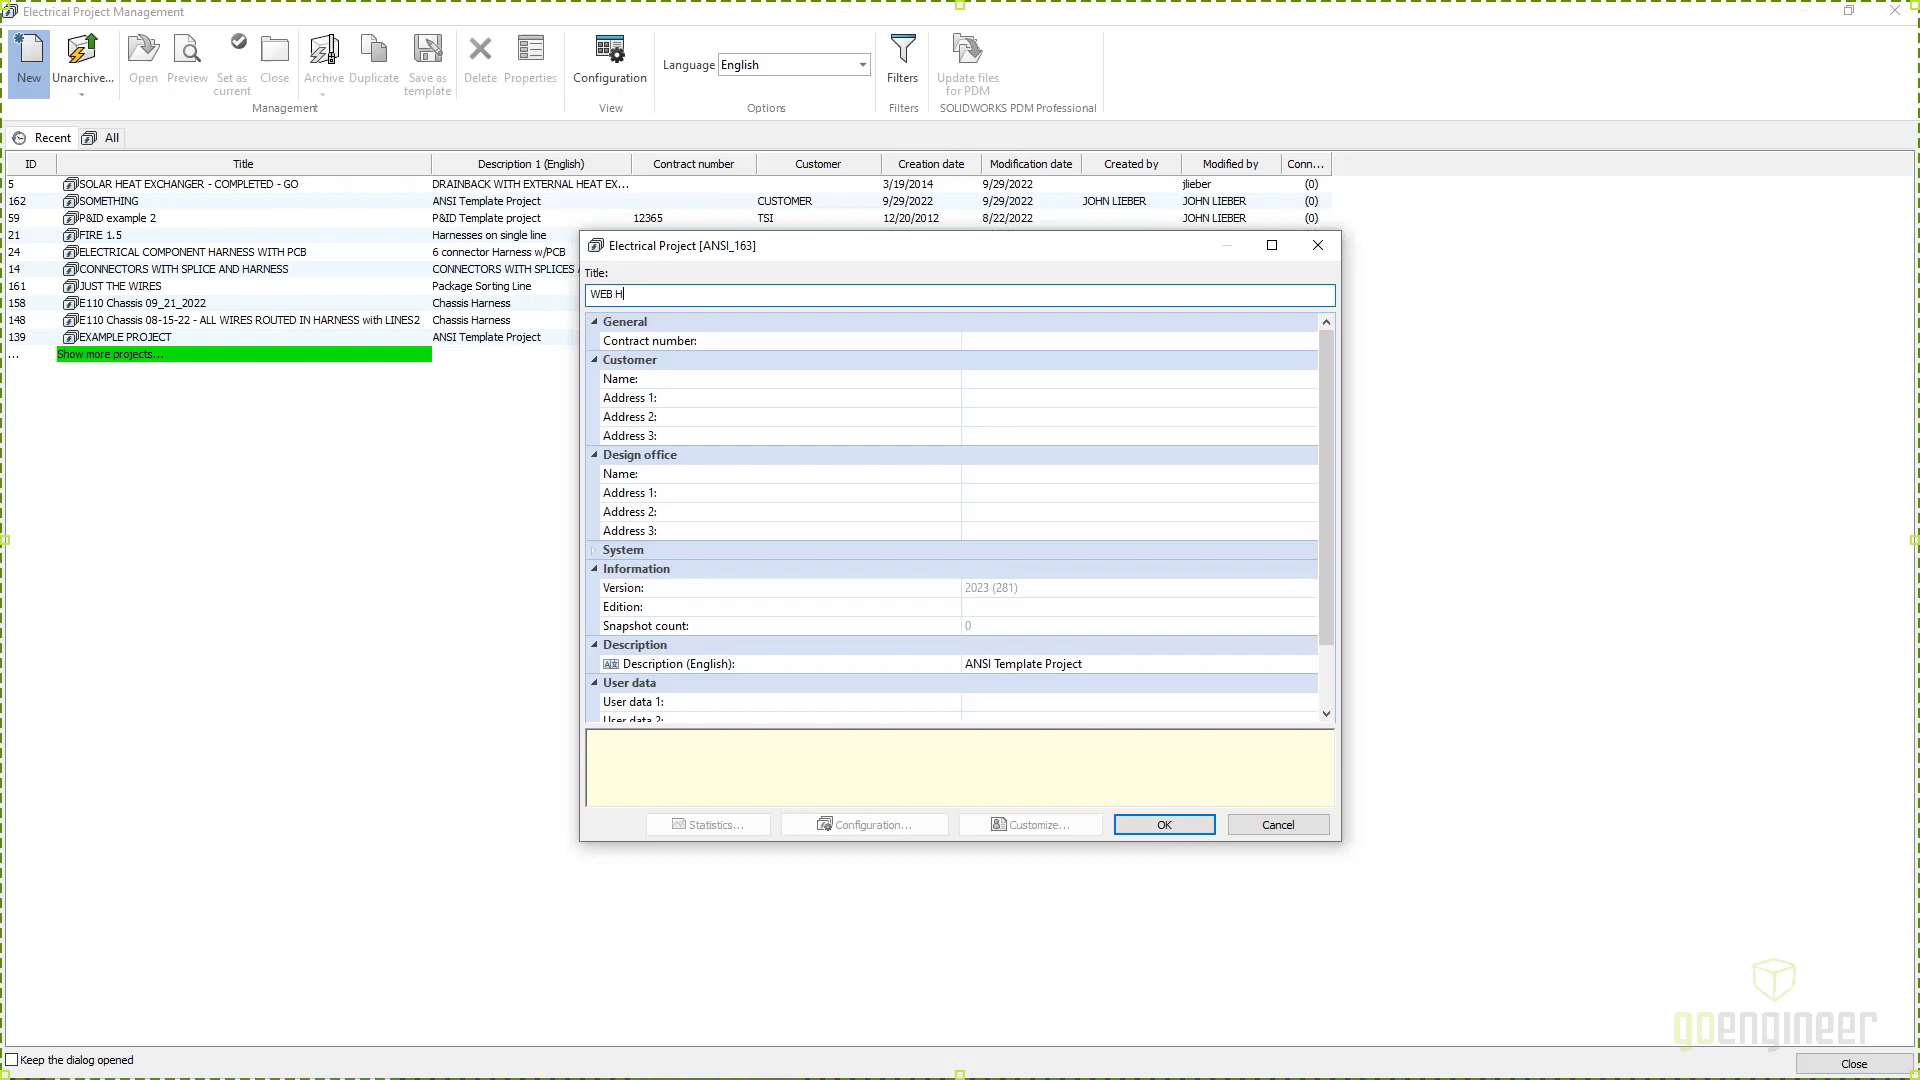 Electrical Project Management
New
Unarchive...
Open
Preview
Set as
current
Close
Archive
Duplicate
Save as
template
Delete
Properties
Configuration
Language English
Filters
Update files
for PDM
Management
View
Options
Filters
SOLIDWORKS PDM Professional
Recent
All
ID Title Description 1 (English) Contract number Customer Creation date Modification date Created by Modified by Conn...
5 SOLAR HEAT EXCHANGER - COMPLETED - GO DRAINBACK WITH EXTERNAL HEAT EX... 3/19/2014 9/29/2022 jlieber (0)
162 SOMETHING ANSI Template Project CUSTOMER 9/29/2022 9/29/2022 JOHN LIEBER JOHN LIEBER (0)
59 P&ID example 2 P&ID Template project 12365 TSI 12/20/2012 8/22/2022 JOHN LIEBER (0)
21 FIRE 1.5 Harnesses on single line
24 ELECTRICAL COMPONENT HARNESS WITH PCB 6 connector Harness w/PCB
14 CONNECTORS WITH SPLICE AND HARNESS CONNECTORS WITH SPLICES
161 JUST THE WIRES Package Sorting Line
158 E110 Chassis 09_21_2022 Chassis Harness
148 E110 Chassis 08-15-22 - ALL WIRES ROUTED IN HARNESS with LINES2 Chassis Harness
139 EXAMPLE PROJECT ANSI Template Project
... Show more projects...
Electrical Project [ANSI_163]
Title:
WEB H
General
Contract number:
Customer
Name:
Address 1:
Address 2:
Address 3:
Design office
Name:
Address 1:
Address 2:
Address 3:
System
Information
Version: 2023 (281)
Edition:
Snapshot count: 0
Description
Description (English): ANSI Template Project
User data
User data 1:
User data 2:
Statistics...
Configuration...
Customize...
OK
Cancel
goengineer
Keep the dialog opened
Close